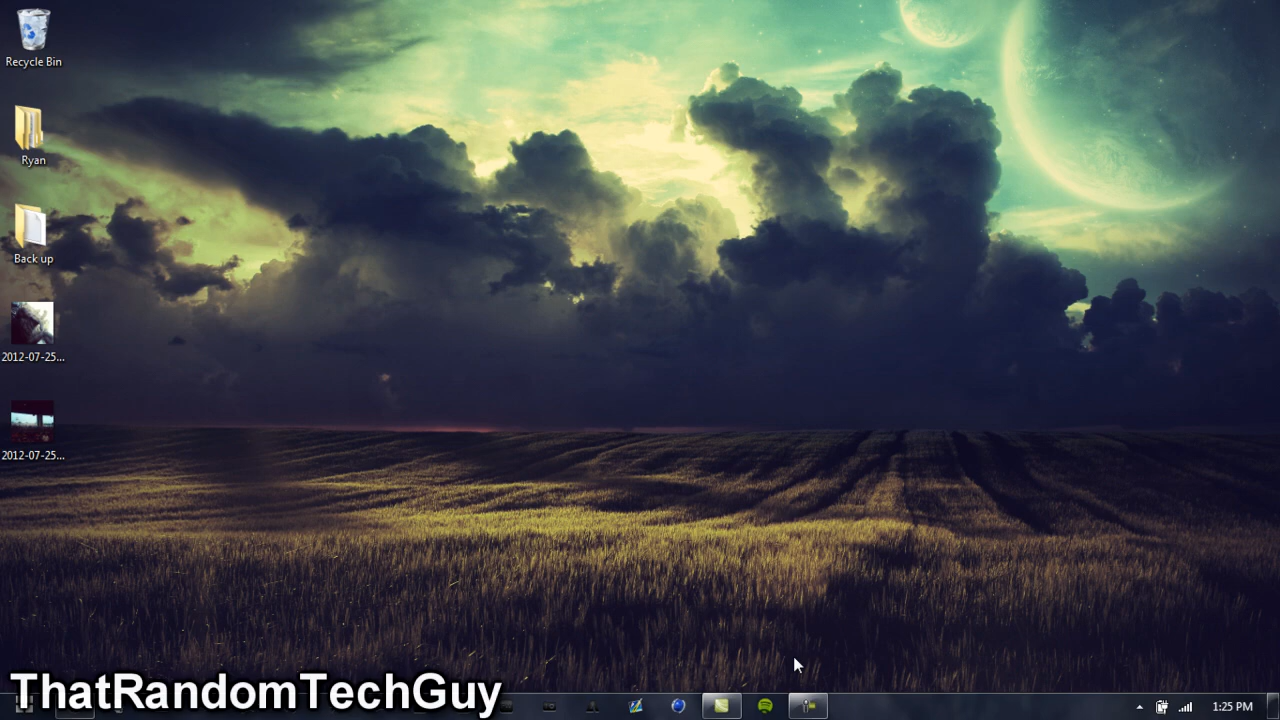 Recycle Bin
Ryan
Back up
2012-07-25...
2012-07-25...
ThatRandomTechGuy
1:25 PM